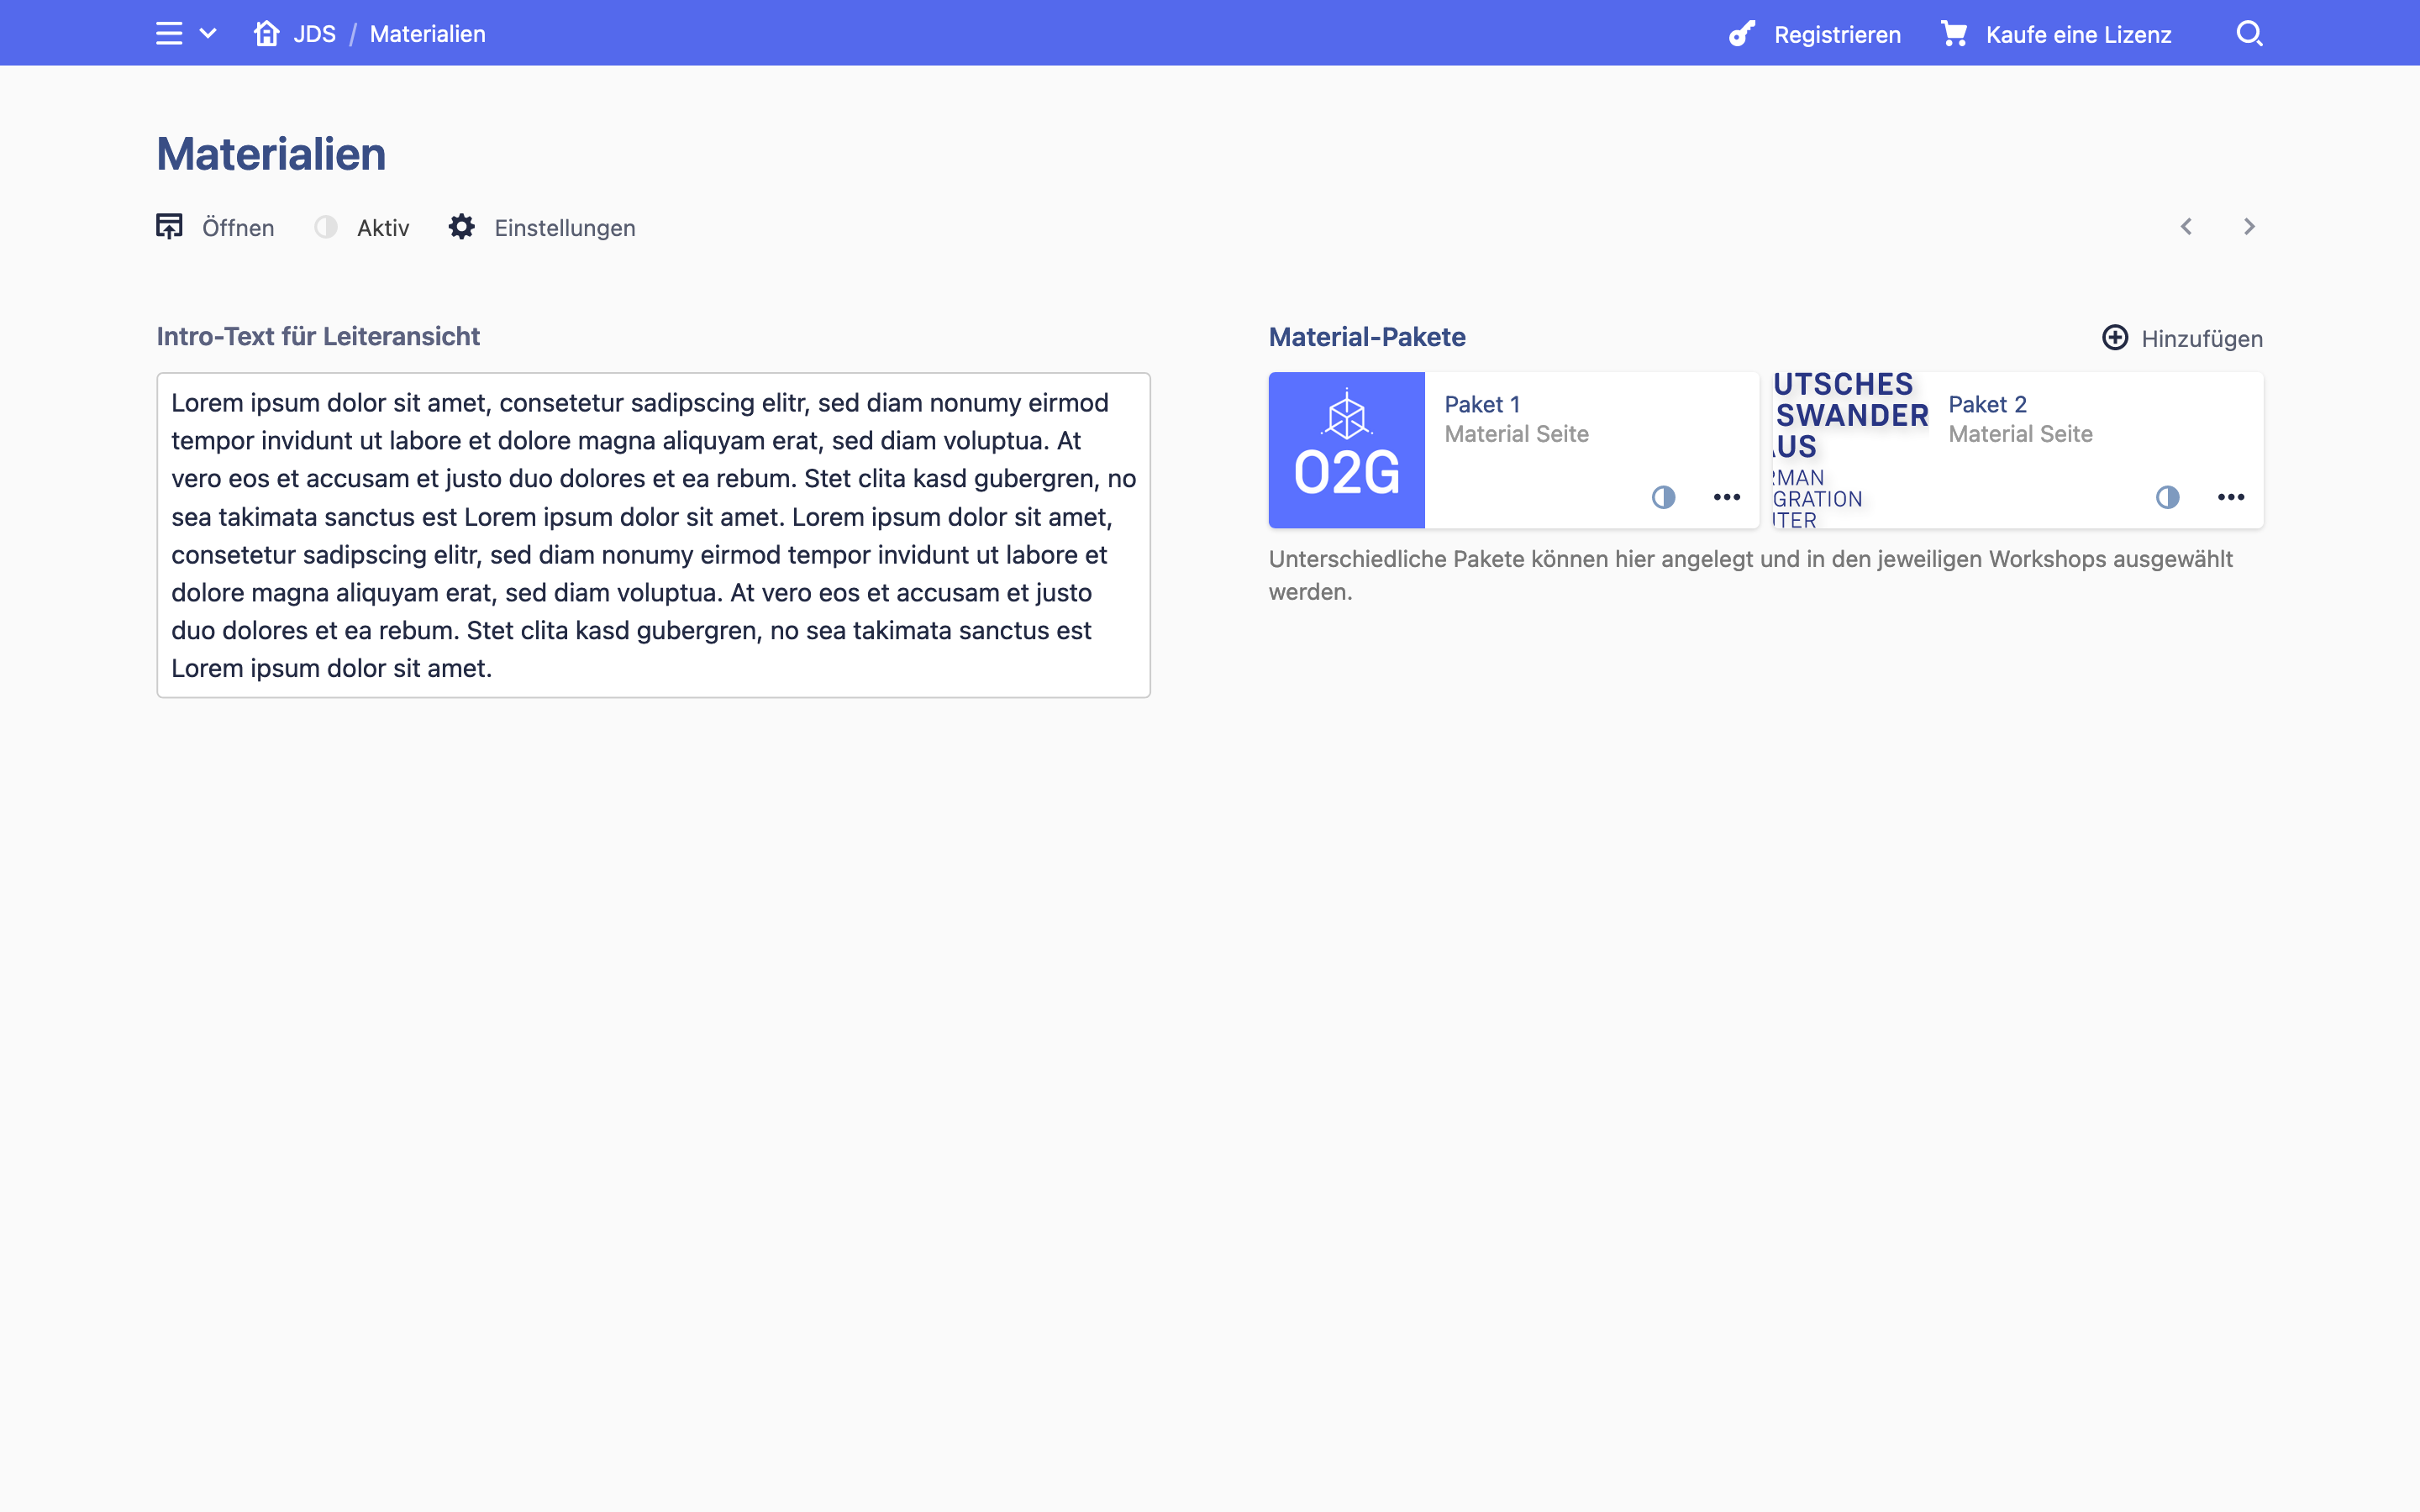 JDS / Materialien
Registrieren
Kaufe eine Lizenz
Materialien
Öffnen
Aktiv
Einstellungen
Intro-Text für Leiteransicht
Lorem ipsum dolor sit amet, consetetur sadipscing elitr, sed diam nonumy eirmod
tempor invidunt ut labore et dolore magna aliquyam erat, sed diam voluptua. At
vero eos et accusam et justo duo dolores et ea rebum. Stet clita kasd gubergren, no
sea takimata sanctus est Lorem ipsum dolor sit amet. Lorem ipsum dolor sit amet,
consetetur sadipscing elitr, sed diam nonumy eirmod tempor invidunt ut labore et
dolore magna aliquyam erat, sed diam voluptua. At vero eos et accusam et justo
duo dolores et ea rebum. Stet clita kasd gubergren, no sea takimata sanctus est
Lorem ipsum dolor sit amet.
Material-Pakete
Hinzufügen
O2G
Paket 1
Material Seite
UTSCHES
SWANDER
AUS
RMAN
GRATION
NTER
Paket 2
Material Seite
Unterschiedliche Pakete können hier angelegt und in den jeweiligen Workshops ausgewählt
werden.